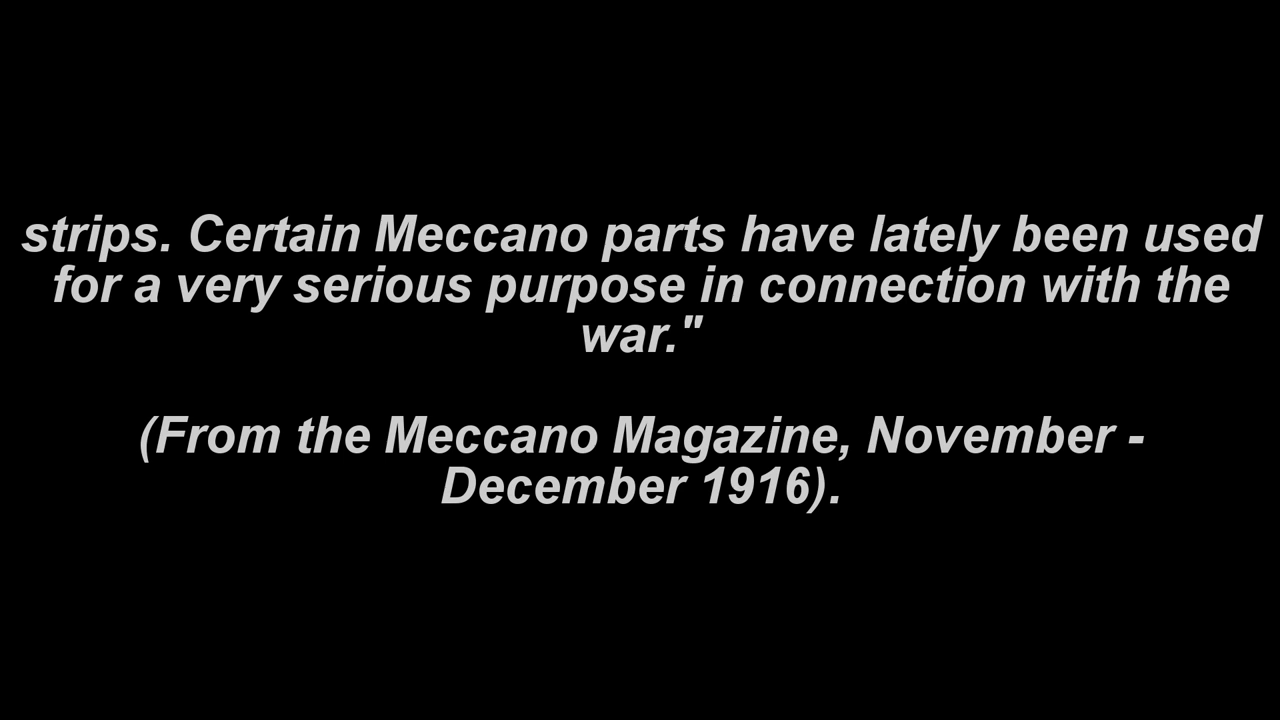 strips. Certain Meccano parts have lately been used
for a very serious purpose in connection with the
war."
(From the Meccano Magazine, November -
December 1916).